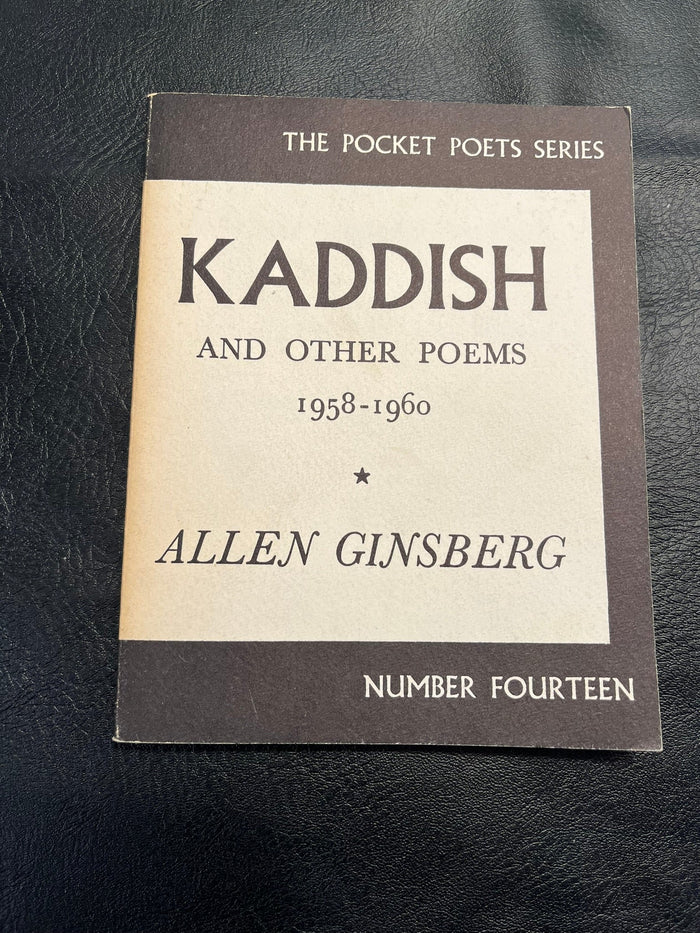 THE POCKET POETS SERIES
KADDISH
AND OTHER POEMS
1958-1960
ALLEN GINSBERG
NUMBER FOURTEEN